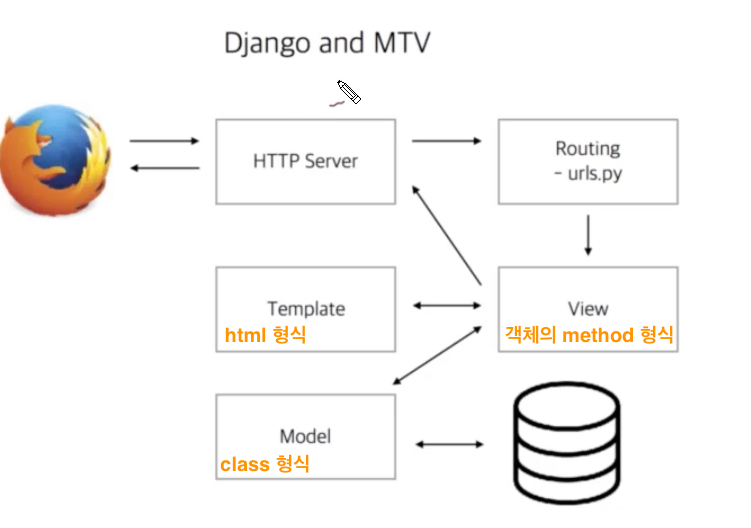 Django and MTV
HTTP Server
Routing
- urls.py
Template
html 형식
View
객체의 method 형식
Model
class 형식